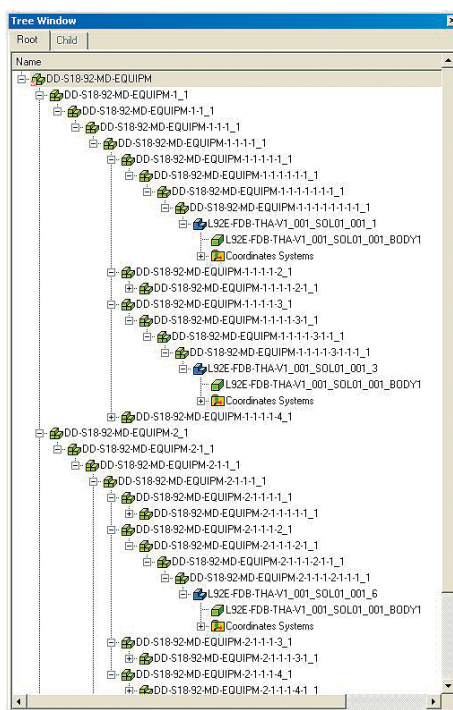 Tree Window
Root Child
Name
DD-S18-92-MD-EQUIPM
DD-S18-92-MD-EQUIPM-1_1
DD-S18-92-MD-EQUIPM-1-1_1
DD-S18-92-MD-EQUIPM-1-1-1_1
DD-S18-92-MD-EQUIPM-1-1-1-1_1
DD-S18-92-MD-EQUIPM-1-1-1-1-1_1
DD-S18-92-MD-EQUIPM-1-1-1-1-1-1_1
DD-S18-92-MD-EQUIPM-1-1-1-1-1-1-1_1
DD-S18-92-MD-EQUIPM-1-1-1-1-1-1-1-1_1
L92E-FDB-THA-V1_001_SOL01_001_1
L92E-FDB-THA-V1_001_SOL01_001_BODY1
Coordinates Systems
DD-S18-92-MD-EQUIPM-1-1-1-1-2_1
DD-S18-92-MD-EQUIPM-1-1-1-1-2-1_1
DD-S18-92-MD-EQUIPM-1-1-1-1-3_1
DD-S18-92-MD-EQUIPM-1-1-1-1-3-1_1
DD-S18-92-MD-EQUIPM-1-1-1-1-3-1-1_1
DD-S18-92-MD-EQUIPM-1-1-1-1-3-1-1-1_1
L92E-FDB-THA-V1_001_SOL01_001_3
L92E-FDB-THA-V1_001_SOL01_001_BODY1
Coordinates Systems
DD-S18-92-MD-EQUIPM-1-1-1-1-4_1
DD-S18-92-MD-EQUIPM-2_1
DD-S18-92-MD-EQUIPM-2-1_1
DD-S18-92-MD-EQUIPM-2-1-1_1
DD-S18-92-MD-EQUIPM-2-1-1-1_1
DD-S18-92-MD-EQUIPM-2-1-1-1-1_1
DD-S18-92-MD-EQUIPM-2-1-1-1-1-1_1
DD-S18-92-MD-EQUIPM-2-1-1-1-2_1
DD-S18-92-MD-EQUIPM-2-1-1-1-2-1_1
DD-S18-92-MD-EQUIPM-2-1-1-1-2-1-1_1
DD-S18-92-MD-EQUIPM-2-1-1-1-2-1-1-1_1
L92E-FDB-THA-V1_001_SOL01_001_6
L92E-FDB-THA-V1_001_SOL01_001_BODY1
Coordinates Systems
DD-S18-92-MD-EQUIPM-2-1-1-1-3_1
DD-S18-92-MD-EQUIPM-2-1-1-1-3-1_1
DD-S18-92-MD-EQUIPM-2-1-1-1-4_1
DD-S18-92-MD-EQUIPM-2-1-1-1-4-1_1